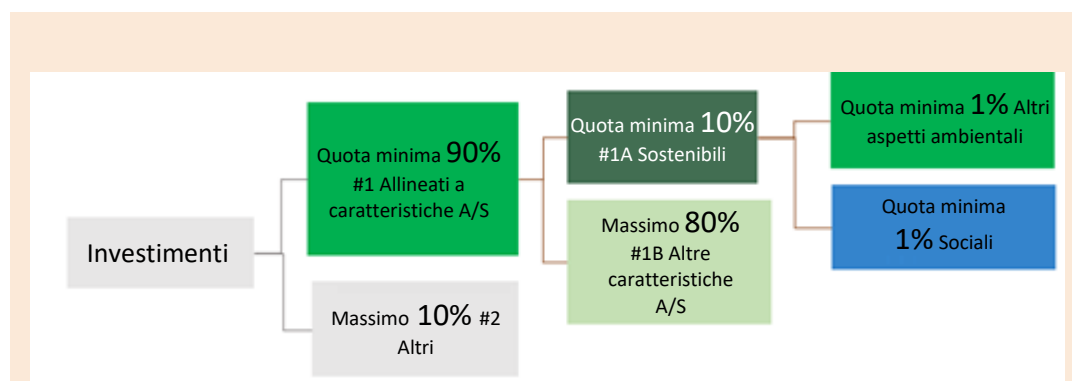 Investimenti
Quota minima 90%
#1 Allineati a
caratteristiche A/S
Massimo 10% #2
Altri
Quota minima 10%
#1A Sostenibili
Massimo 80%
#1B Altre
caratteristiche
A/S
Quota minima 1% Altri
aspetti ambientali
Quota minima
1% Sociali